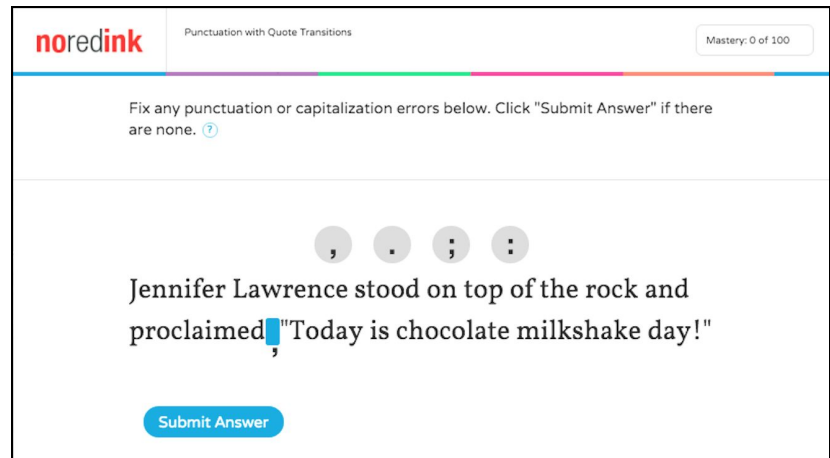 noredink
Punctuation with Quote Transitions
Mastery: 0 of 100
Fix any punctuation or capitalization errors below. Click "Submit Answer" if there
are none. ?
, . ; :
Jennifer Lawrence stood on top of the rock and
proclaimed, "Today is chocolate milkshake day!"
Submit Answer